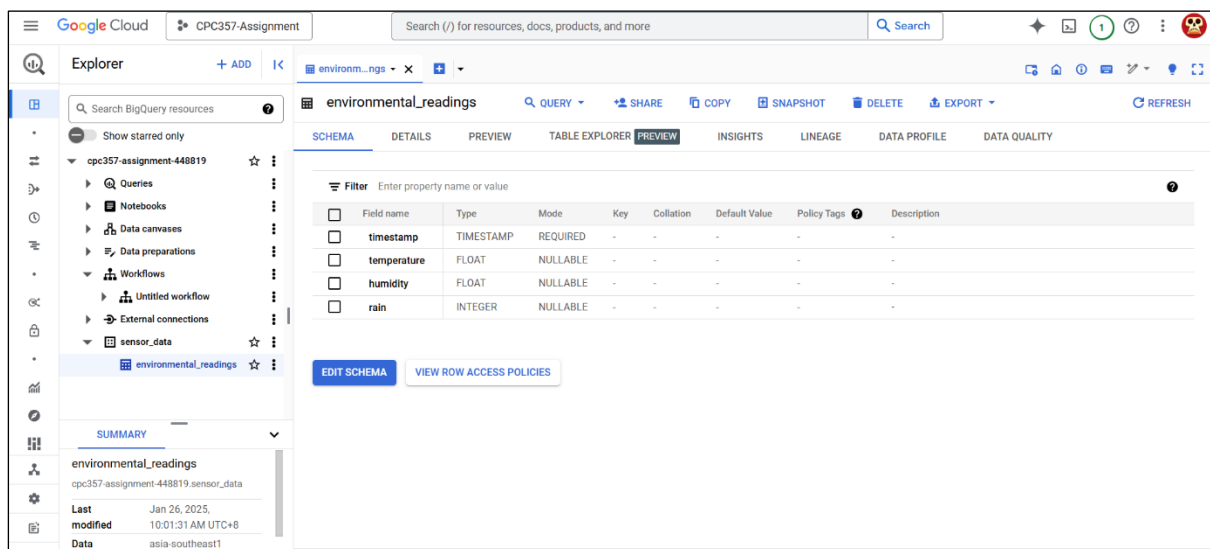 Google Cloud
CPC357-Assignment
Search (/) for resources, docs, products, and more
Search
1
Explorer
+ ADD
Search BigQuery resources
Show starred only
cpc357-assignment-448819
Queries
Notebooks
Data canvases
Data preparations
Workflows
Untitled workflow
External connections
sensor_data
environmental_readings
SUMMARY
environmental_readings
cpc357-assignment-448819.sensor_data
Last modified Jan 26, 2025, 10:01:31 AM UTC+8
Data asia-southeast1
environm...ngs
environmental_readings
QUERY
SHARE
COPY
SNAPSHOT
DELETE
EXPORT
REFRESH
SCHEMA DETAILS PREVIEW TABLE EXPLORER PREVIEW INSIGHTS LINEAGE DATA PROFILE DATA QUALITY
Filter Enter property name or value
Field name Type Mode Key Collation Default Value Policy Tags Description
timestamp TIMESTAMP REQUIRED - - - - -
temperature FLOAT NULLABLE - - - - -
humidity FLOAT NULLABLE - - - - -
rain INTEGER NULLABLE - - - - -
EDIT SCHEMA VIEW ROW ACCESS POLICIES